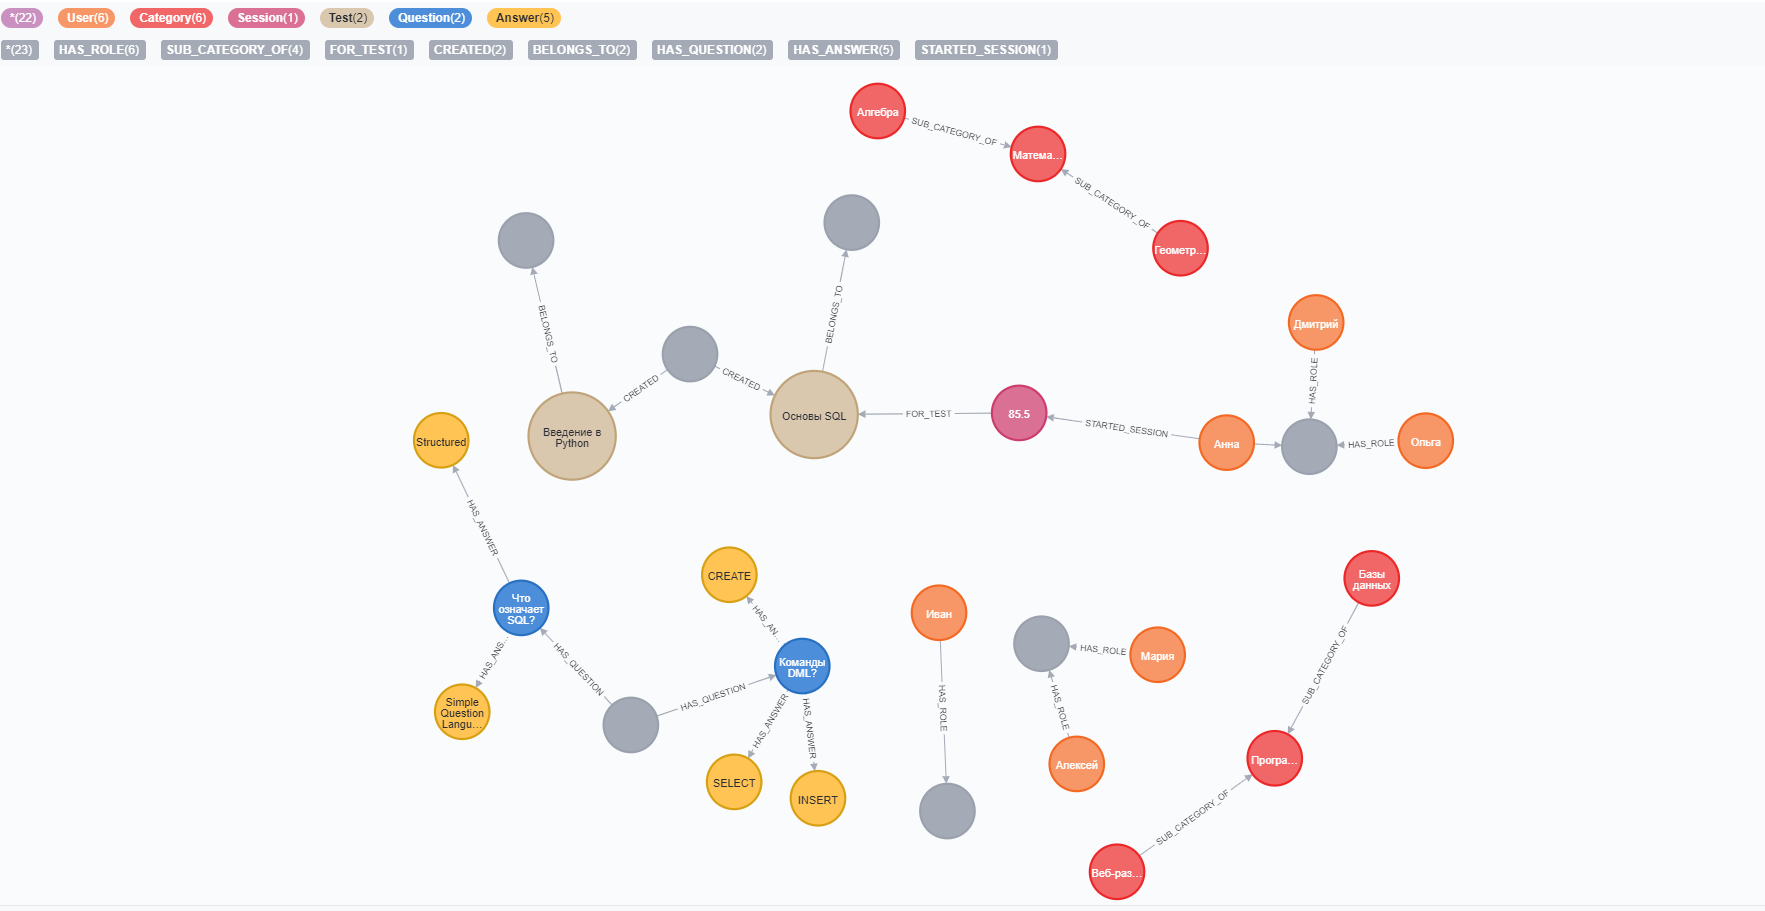 *(22) User(6) Category(6) Session(1) Test(2) Question(2) Answer(5)
*(23) HAS_ROLE(6) SUB_CATEGORY_OF(4) FOR_TEST(1) CREATED(2) BELONGS_TO(2) HAS_QUESTION(2) HAS_ANSWER(5) STARTED_SESSION(1)
Алгебра
SUB_CATEGORY_OF
Матема...
SUB_CATEGORY_OF
Геометр...
BELONGS_TO
BELONGS_TO
CREATED
CREATED
Введение в
Python
Основы SQL
FOR_TEST
85.5
STARTED_SESSION
Анна
Дмитрий
HAS_ROLE
HAS_ROLE
Ольга
Structured
HAS_ANSWER
Что
означает
SQL?
HAS_ANS...
Simple
Question
Langu...
HAS_QUESTION
HAS_QUESTION
CREATE
HAS_AN...
Команды
DML?
HAS_ANSWER
HAS_ANSWER
SELECT
INSERT
Иван
HAS_ROLE
HAS_ROLE
Мария
HAS_ROLE
Алексей
Базы
данных
SUB_CATEGORY_OF
Програ...
SUB_CATEGORY_OF
Веб-раз...